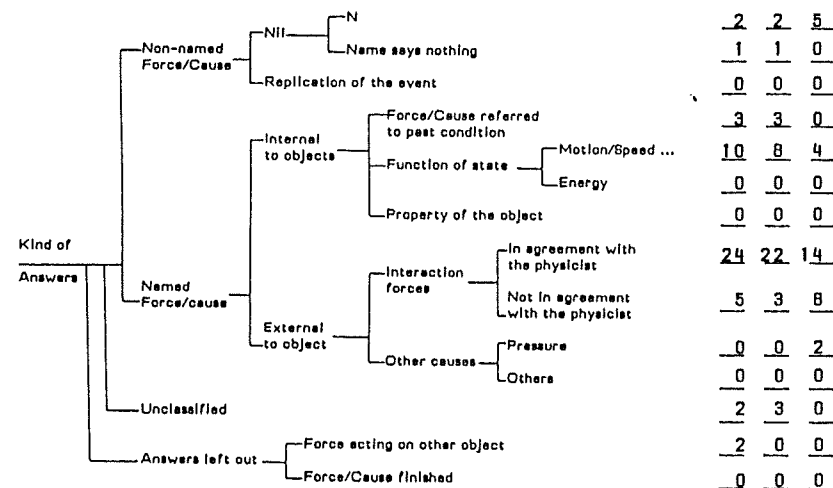 N 2 2 5
Nil
Non-named
Force/Cause
Name says nothing 1 1 0
Replication of the event 0 0 0
Force/Cause referred
to past condition 3 3 0
Internal
to objects
Motion/Speed ... 10 8 4
Function of state
Energy 0 0 0
Property of the object 0 0 0
Kind of
Answers
In agreement with
the physicist 24 22 14
Interaction
forces
Named
Force/cause
Not in agreement
with the physicist 5 3 8
External
to object
Pressure 0 0 2
Other causes
Others 0 0 0
Unclassified 2 3 0
Force acting on other object 2 0 0
Answers left out
Force/Cause finished 0 0 0